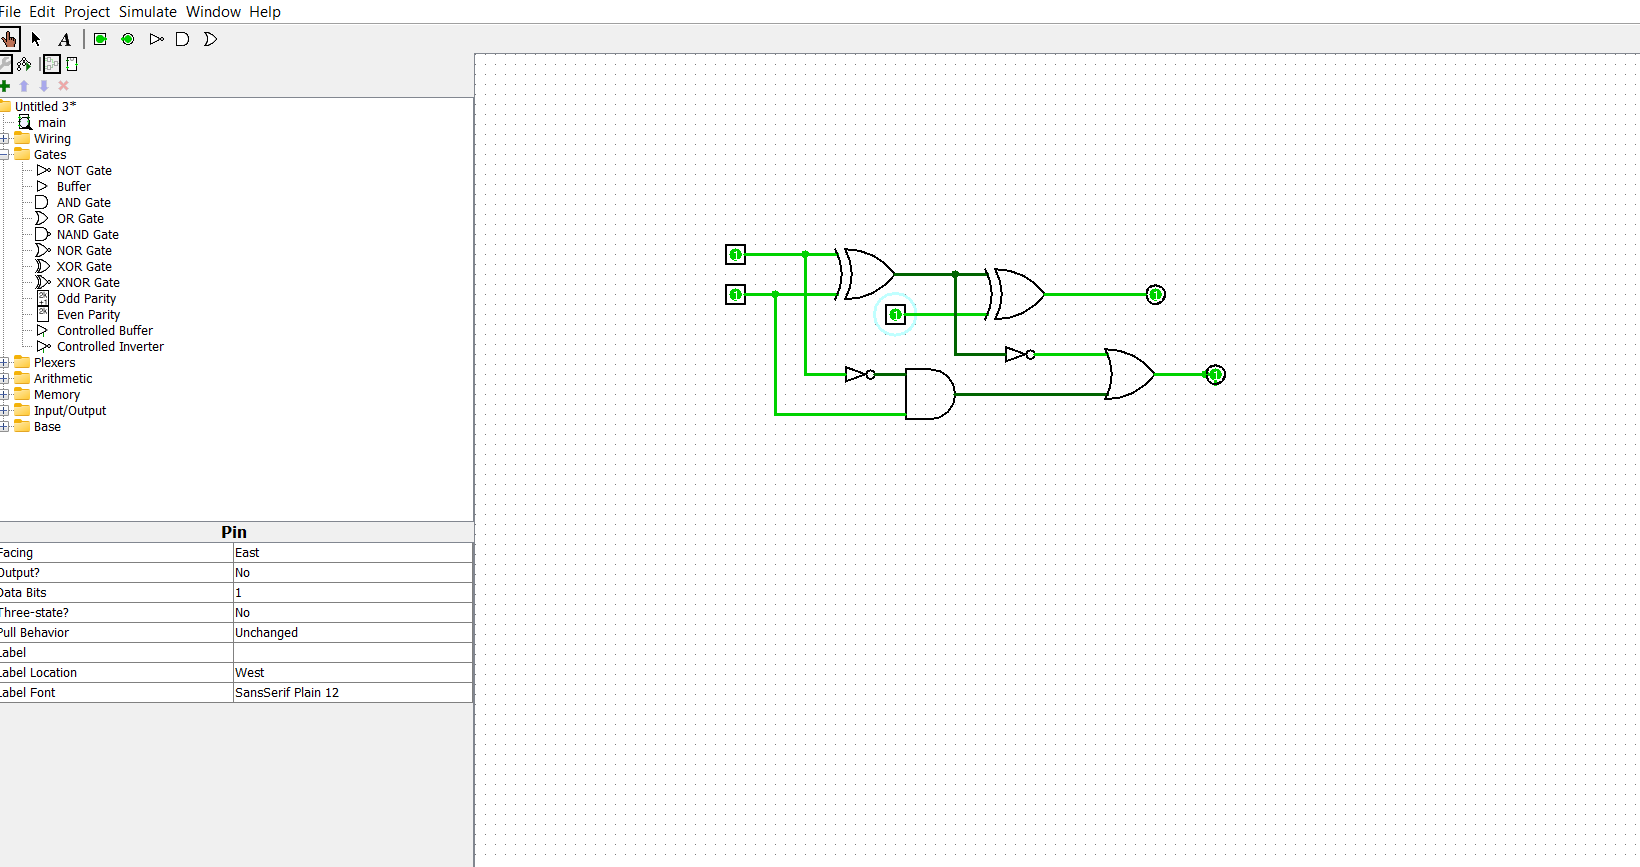 File Edit Project Simulate Window Help
A
Untitled 3*
main
Wiring
Gates
NOT Gate
Buffer
AND Gate
OR Gate
NAND Gate
NOR Gate
XOR Gate
XNOR Gate
2k
+1
Odd Parity
2k
Even Parity
Controlled Buffer
Controlled Inverter
Plexers
Arithmetic
Memory
Input/Output
Base
Pin
Facing East
Output? No
Data Bits 1
Three-state? No
Pull Behavior Unchanged
Label
Label Location West
Label Font SansSerif Plain 12
1
1
1
1
1